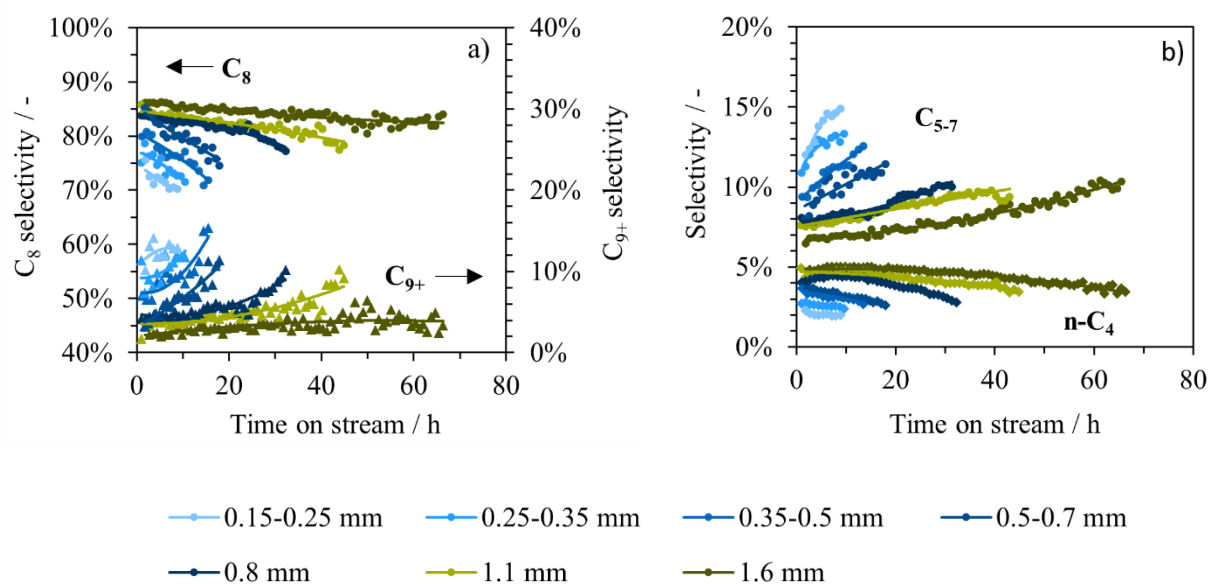 a)
C₈
C₉₊
100%
90%
80%
70%
60%
50%
40%
C₈ selectivity / -
40%
30%
20%
10%
0%
C₉₊ selectivity
0 20 40 60 80
Time on stream / h
b)
C₅₋₇
n-C₄
20%
15%
10%
5%
0%
Selectivity / -
0 20 40 60 80
Time on stream / h
0.15-0.25 mm 0.25-0.35 mm 0.35-0.5 mm 0.5-0.7 mm
0.8 mm 1.1 mm 1.6 mm